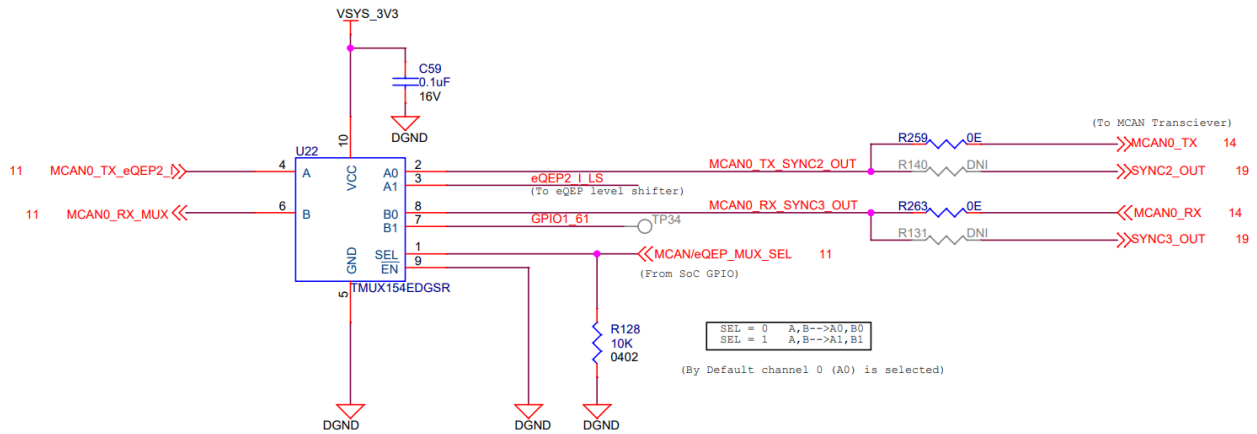 VSYS_3V3
C59
0.1uF
16V
DGND
(To MCAN Transciever)
R259 0E
MCAN0_TX 14
U22
10
VCC
11 MCAN0_TX_eQEP2_I
4 A
A0 2 MCAN0_TX_SYNC2_OUT
R140 DNI
SYNC2_OUT 19
A1 3 eQEP2_I_LS
(To eQEP level shifter)
11 MCAN0_RX_MUX
6 B
B0 8 MCAN0_RX_SYNC3_OUT
R263 0E
MCAN0_RX 14
B1 7 GPIO1_61
TP34
R131 DNI
SYNC3_OUT 19
SEL 1
MCAN/eQEP_MUX_SEL 11
EN 9
(From SoC GPIO)
GND
5
TMUX154EDGSR
R128
10K
0402
SEL = 0 A,B-->A0,B0
SEL = 1 A,B-->A1,B1
(By Default channel 0 (A0) is selected)
DGND
DGND
DGND